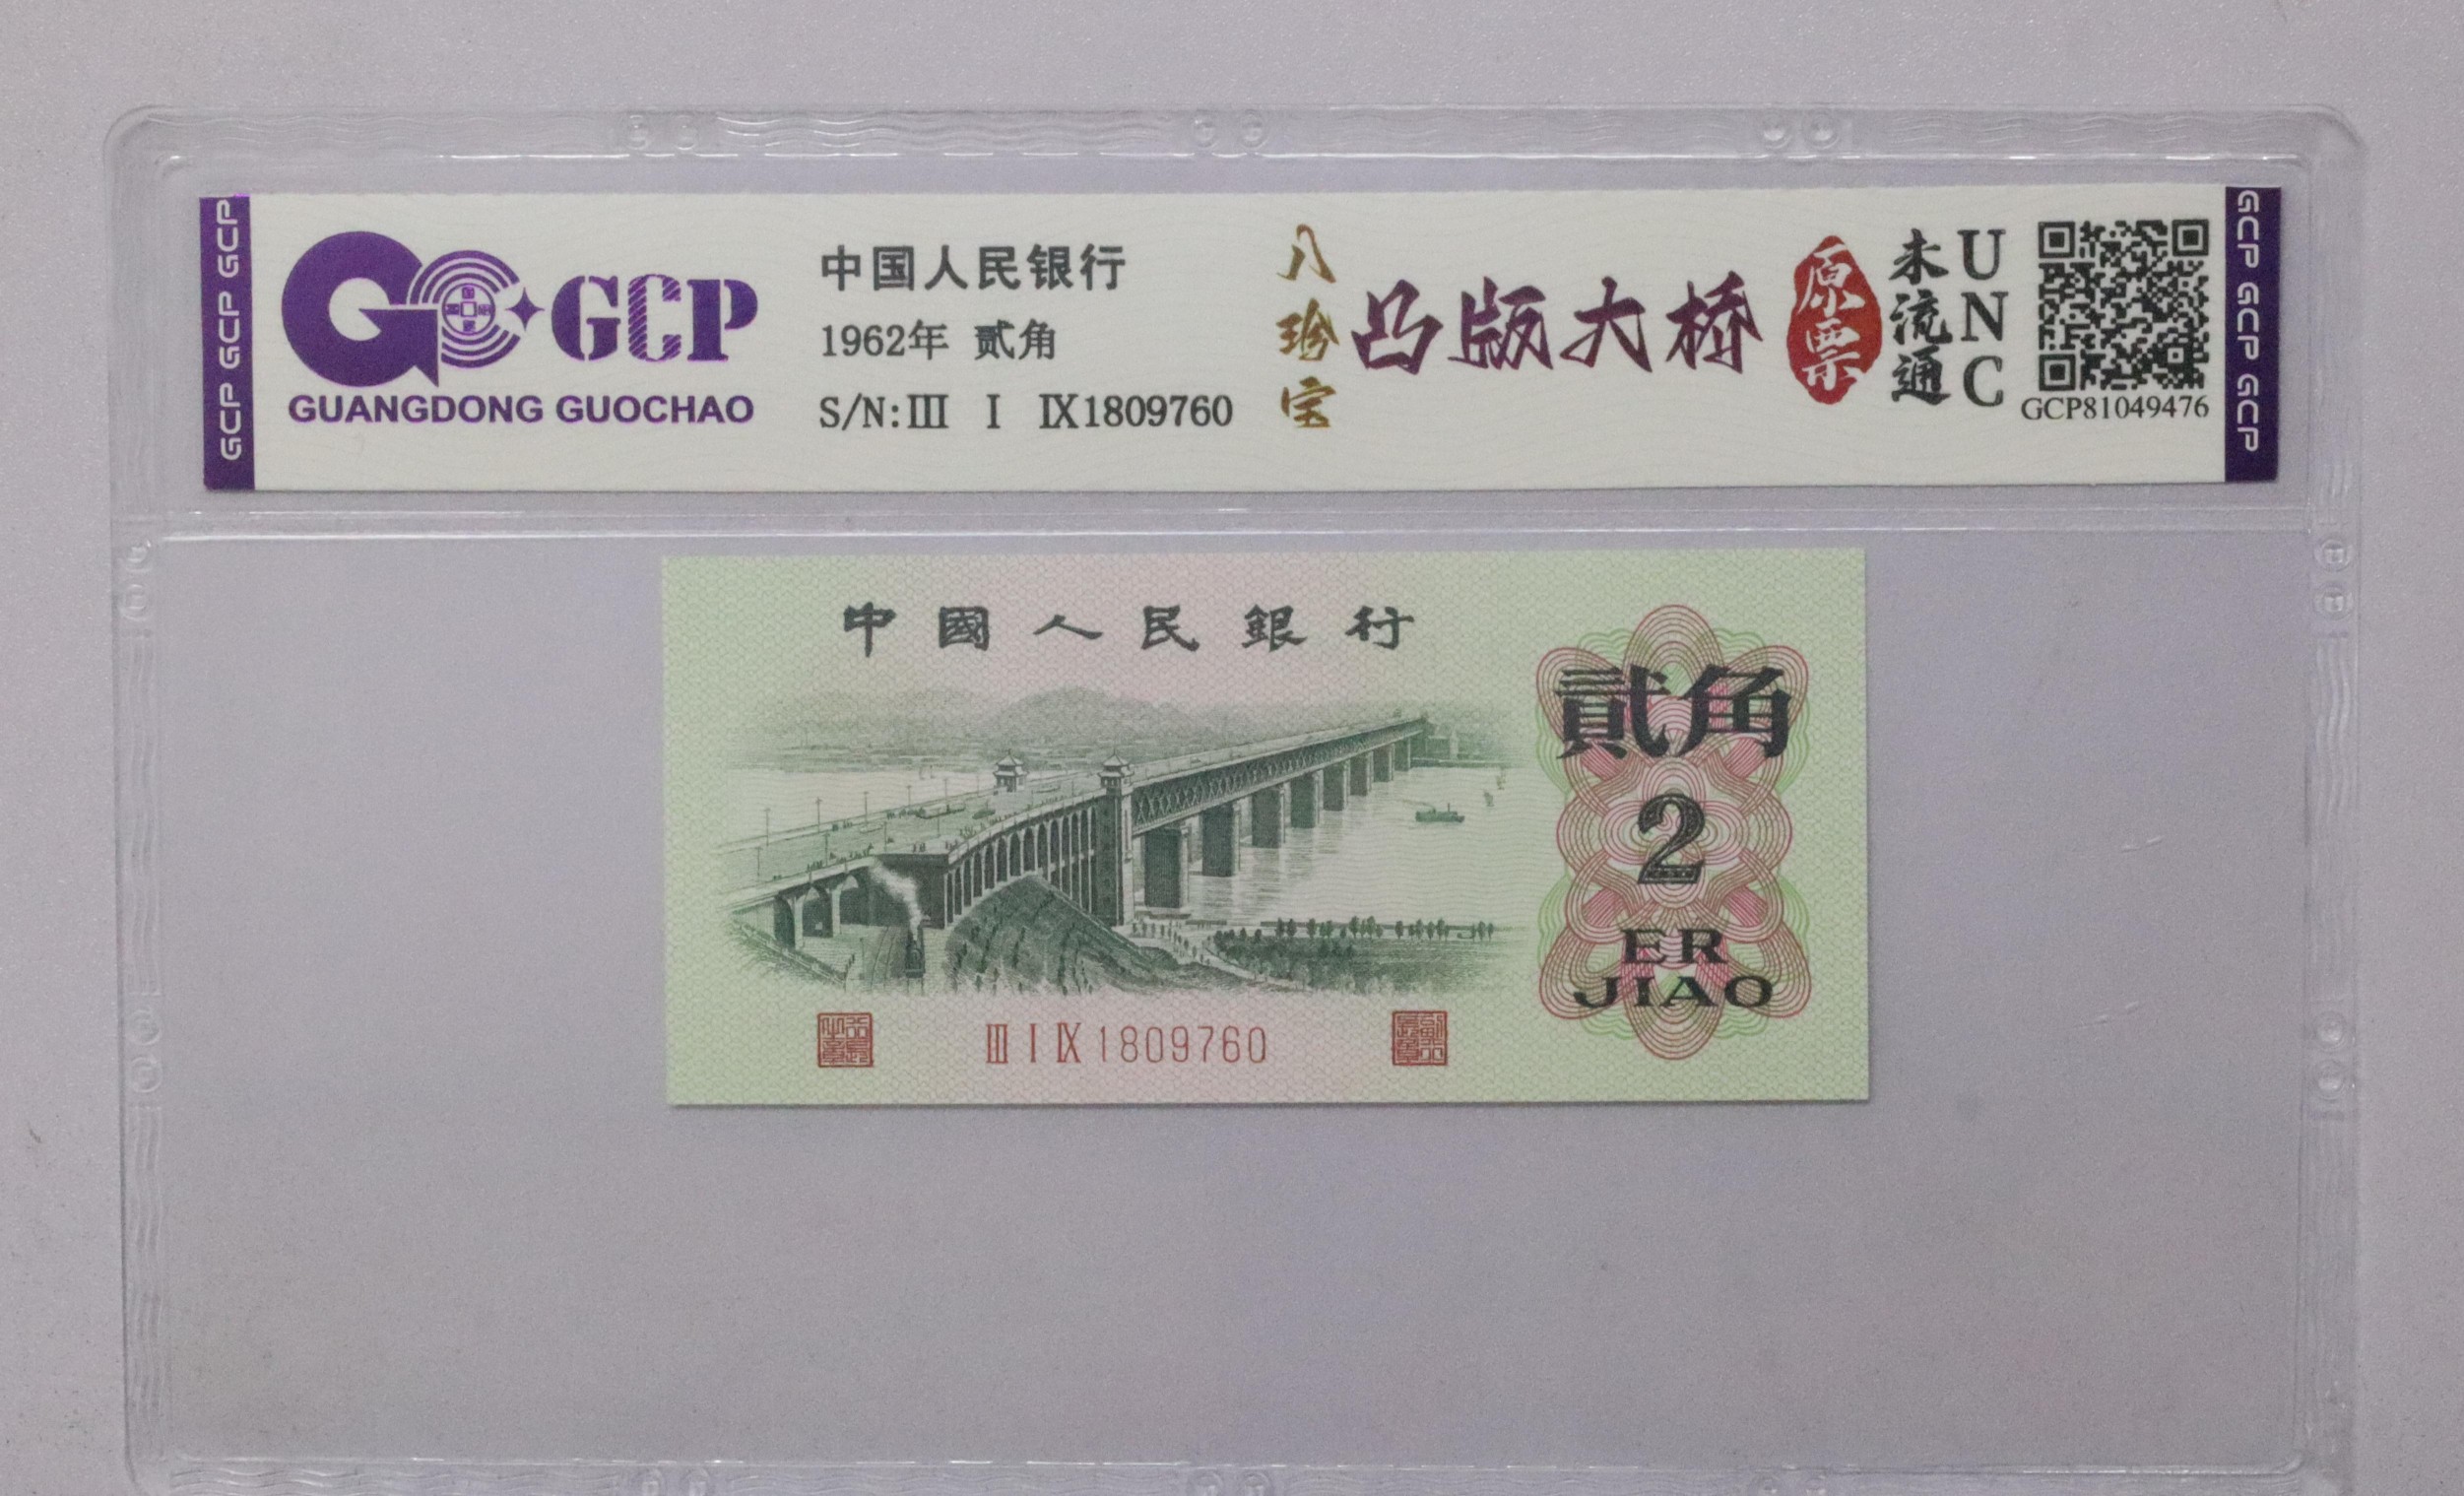 GCP GCP GCP
GCP
GUANGDONG GUOCHAO
中国人民银行
1962年 贰角
S/N:Ⅲ Ⅰ Ⅸ1809760
八珍宝
凸版大桥
原票
未流通
UNC
GCP81049476
GCP GCP GCP
中國人民銀行
貳角
2
ER
JIAO
Ⅲ Ⅰ Ⅸ 1809760